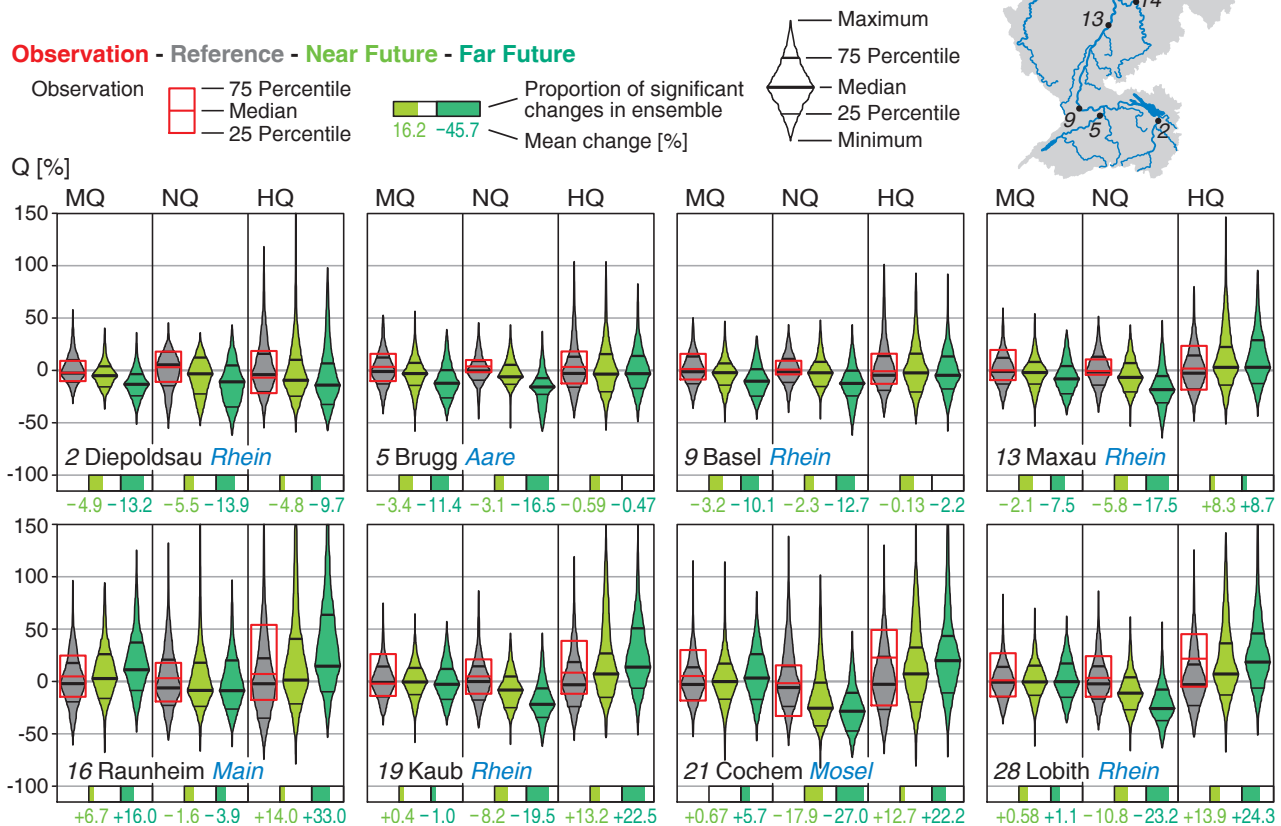 Maximum
75 Percentile
Median
25 Percentile
Minimum
14
13
9
5
2
Observation - Reference - Near Future - Far Future
Observation
75 Percentile
Median
25 Percentile
16.2 −45.7
Proportion of significant
changes in ensemble
Mean change [%]
Q [%]
MQ NQ HQ MQ NQ HQ MQ NQ HQ MQ NQ HQ
150
100
50
0
-50
-100
2 Diepoldsau Rhein
5 Brugg Aare
9 Basel Rhein
13 Maxau Rhein
−4.9 −13.2 −5.5 −13.9 −4.8 −9.7
−3.4 −11.4 −3.1 −16.5 −0.59 −0.47
−3.2 −10.1 −2.3 −12.7 −0.13 −2.2
−2.1 −7.5 −5.8 −17.5 +8.3 +8.7
150
100
50
0
-50
-100
16 Raunheim Main
19 Kaub Rhein
21 Cochem Mosel
28 Lobith Rhein
+6.7 +16.0 −1.6 −3.9 +14.0 +33.0
+0.4 −1.0 −8.2 −19.5 +13.2 +22.5
+0.67 +5.7 −17.9 −27.0 +12.7 +22.2
+0.58 +1.1 −10.8 −23.2 +13.9 +24.3